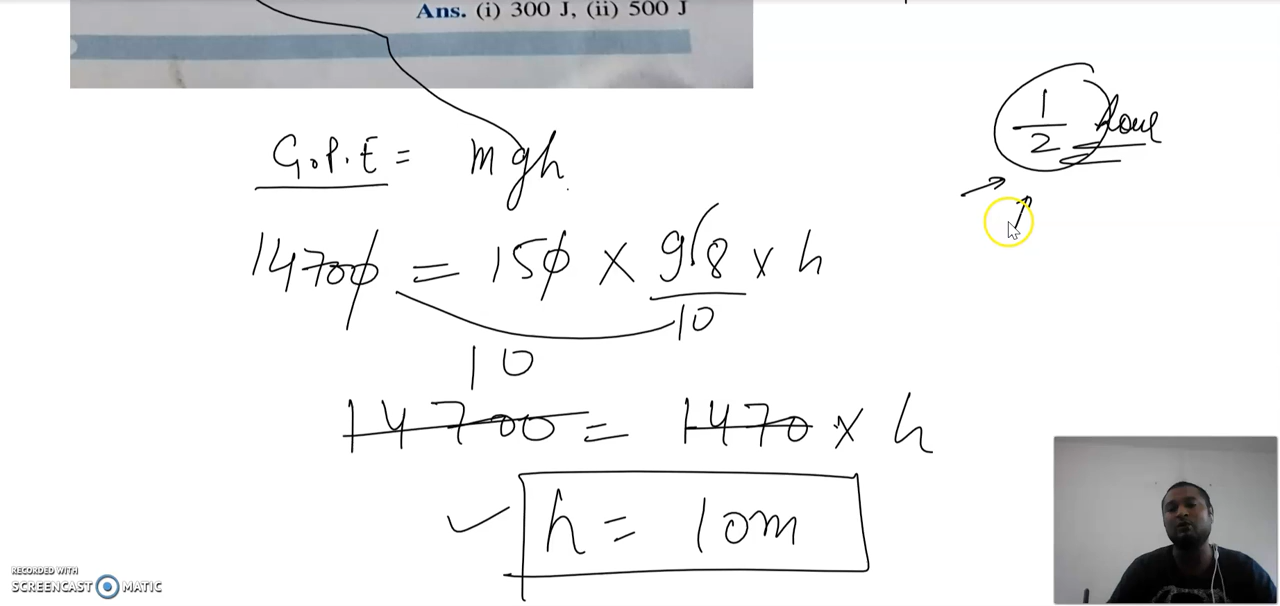 Ans. (i) 300 J, (ii) 500 J
1/2 hour
G.P.E = mgh
14700 = 150 × 9.8/10 × h
10
14700 = 1470 × h
h = 10m
RECORDED WITH
SCREENCAST MATIC